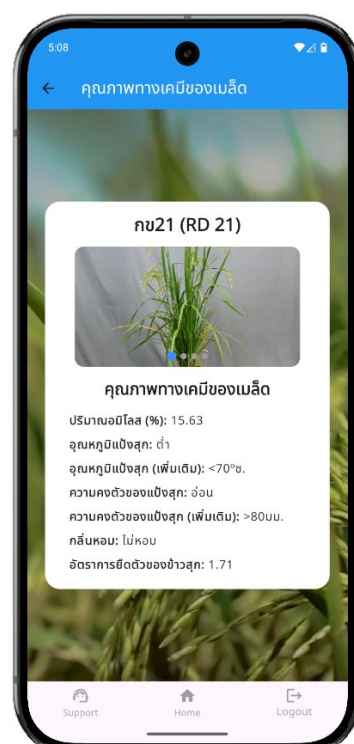 5:08
คุณภาพทางเคมีของเมล็ด
กข21 (RD 21)
คุณภาพทางเคมีของเมล็ด
ปริมาณอมิโลส (%): 15.63
อุณหภูมิแป้งสุก: ต่ำ
อุณหภูมิแป้งสุก (เพิ่มเติม): <70°ซ.
ความคงตัวของแป้งสุก: อ่อน
ความคงตัวของแป้งสุก (เพิ่มเติม): >80มม.
กลิ่นหอม: ไม่หอม
อัตราการยืดตัวของข้าวสุก: 1.71
Support Home Logout